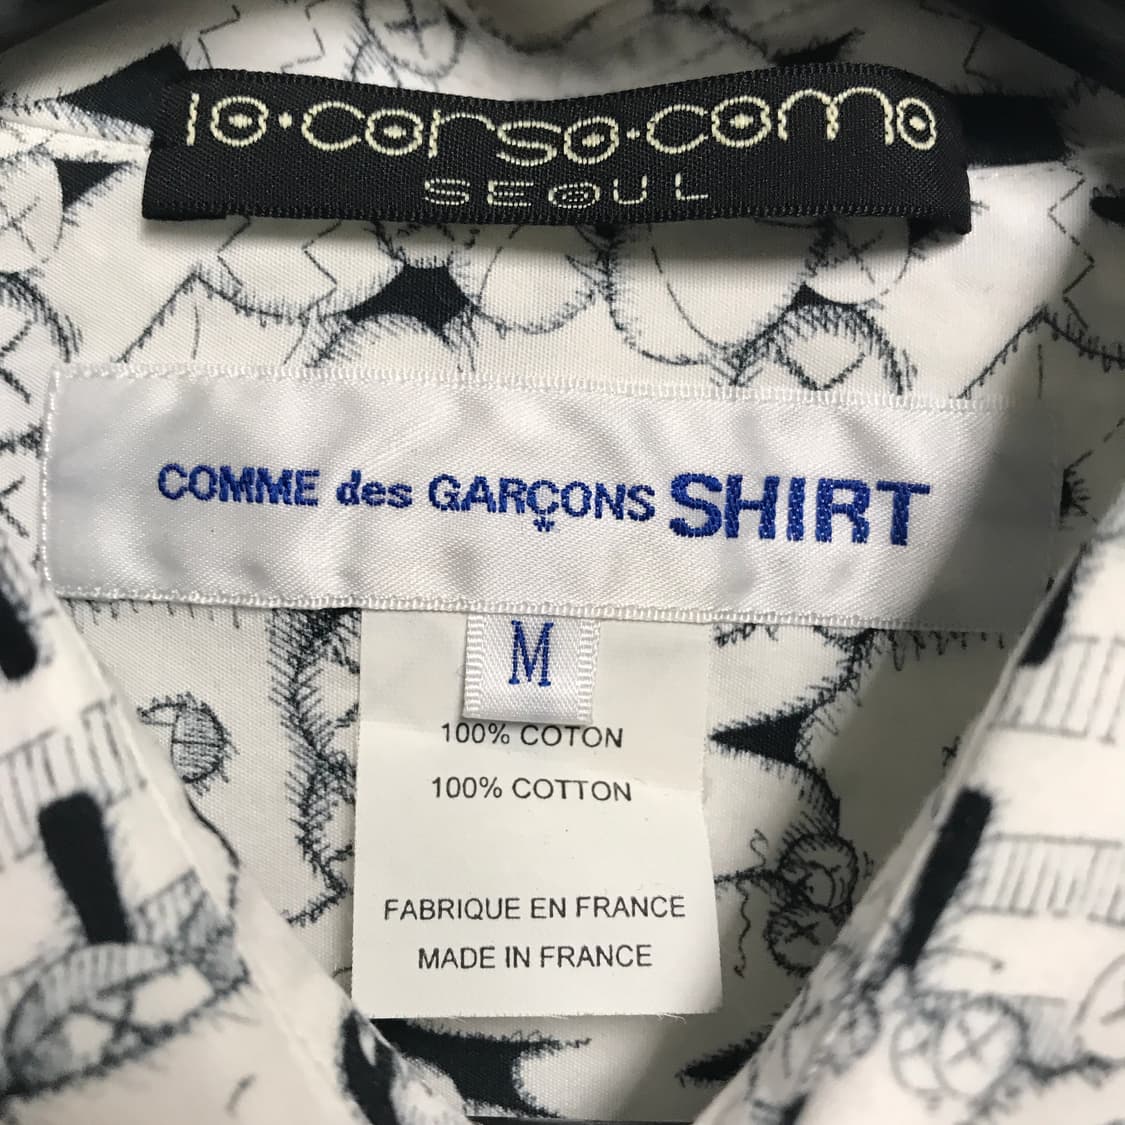 10·corso·como
SEOUL
COMME des GARÇONS SHIRT
M
100% COTON
100% COTTON
FABRIQUE EN FRANCE
MADE IN FRANCE